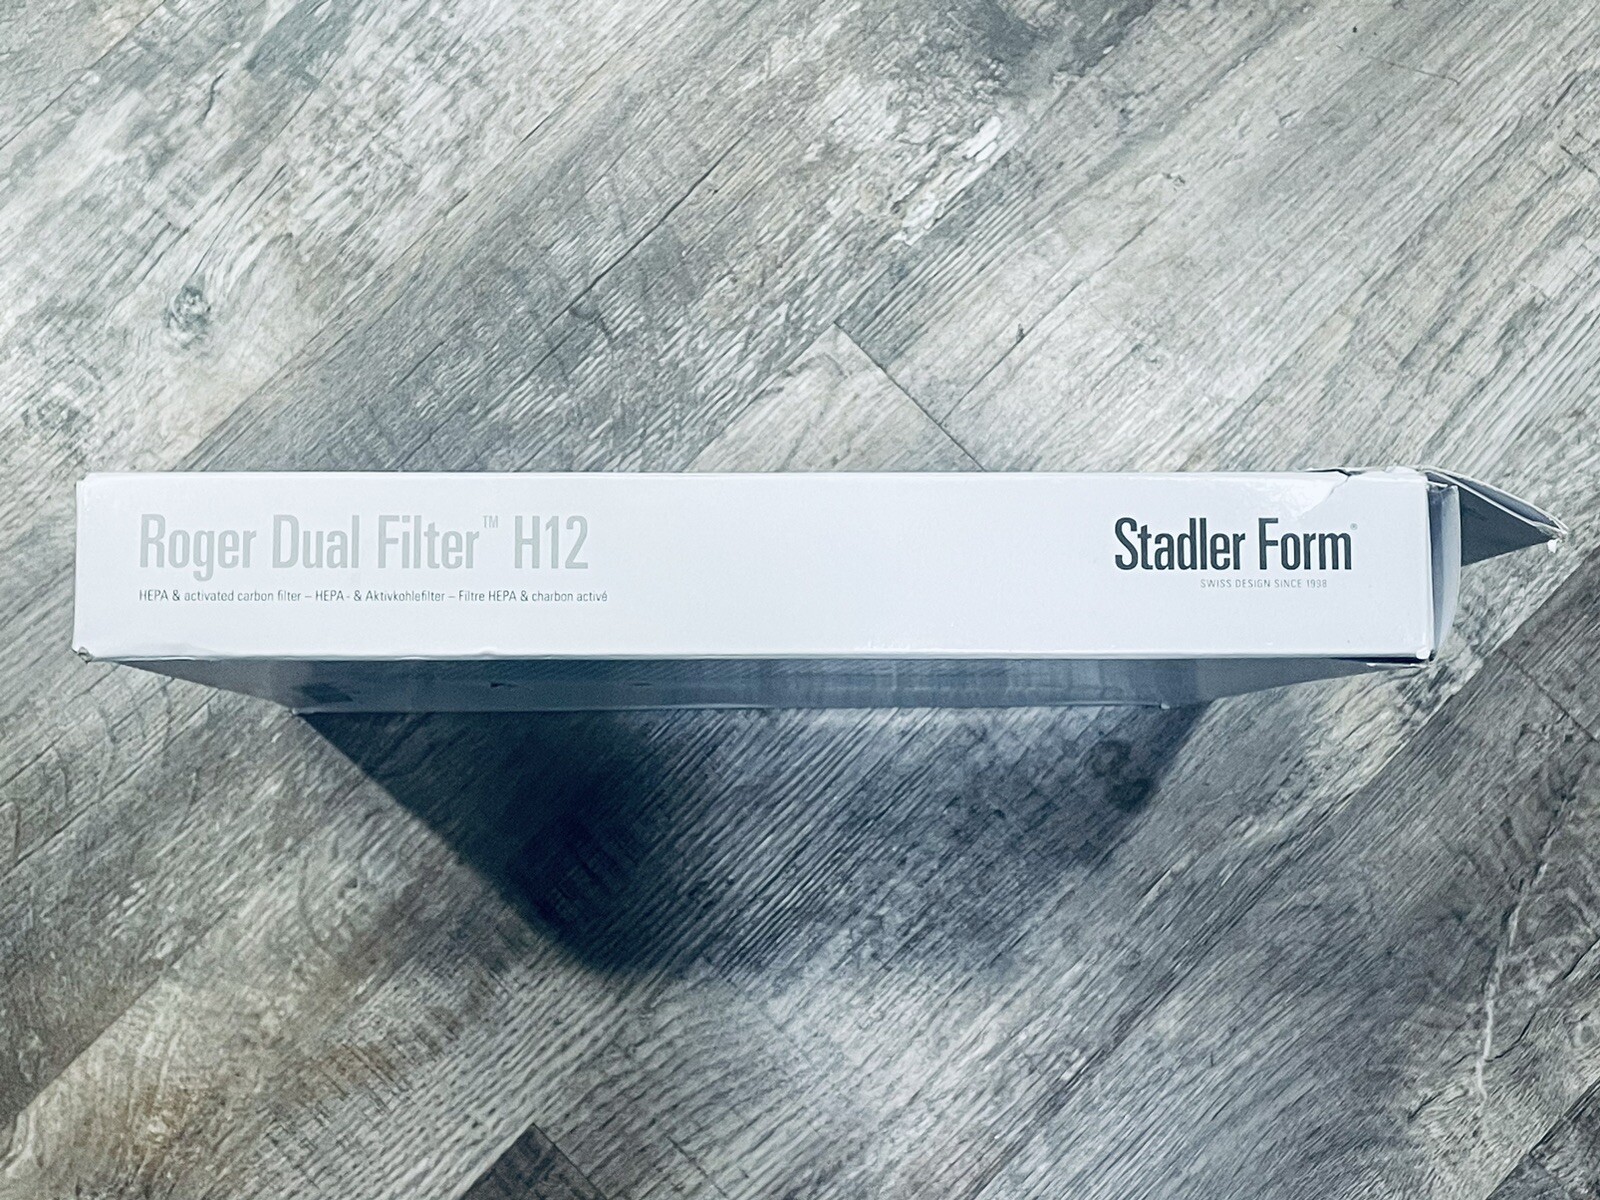 Roger Dual Filter™ H12
HEPA & activated carbon filter – HEPA- & Aktivkohlefilter – Filtre HEPA & charbon activé
Stadler Form®
SWISS DESIGN SINCE 1998